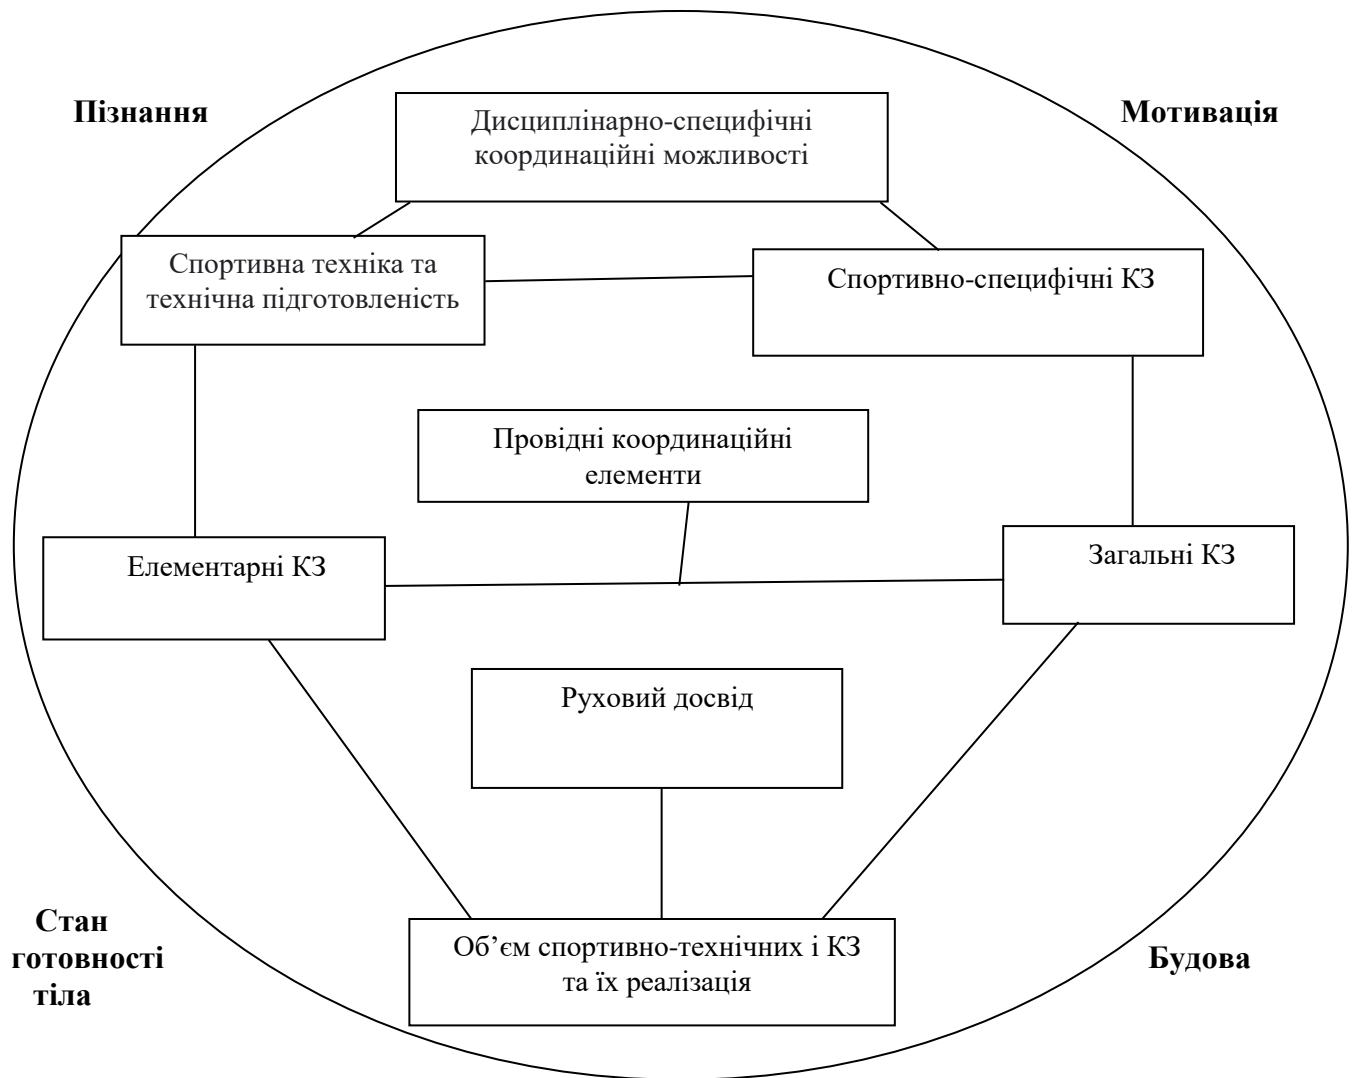 Пізнання
Мотивація
Дисциплінарно-специфічні
координаційні можливості
Спортивна техніка та
технічна підготовленість
Спортивно-специфічні КЗ
Провідні координаційні
елементи
Елементарні КЗ
Загальні КЗ
Руховий досвід
Стан
готовності
тіла
Об’єм спортивно-технічних і КЗ
та їх реалізація
Будова